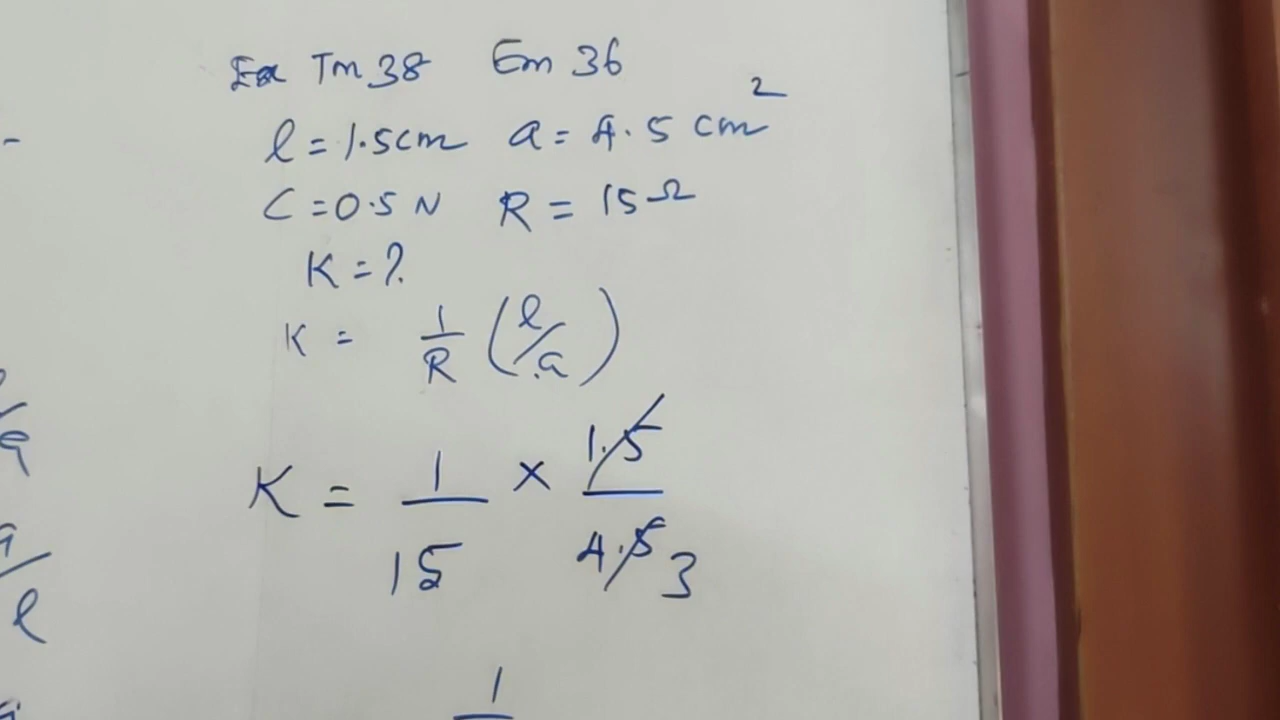 Ex Tm 38 Em 36
l = 1.5cm a = 4.5 cm²
C = 0.5 N R = 15 Ω
K = ?
K = 1/R (l/a)
K = 1/15 × 1.5/4.5 3
1
a
l